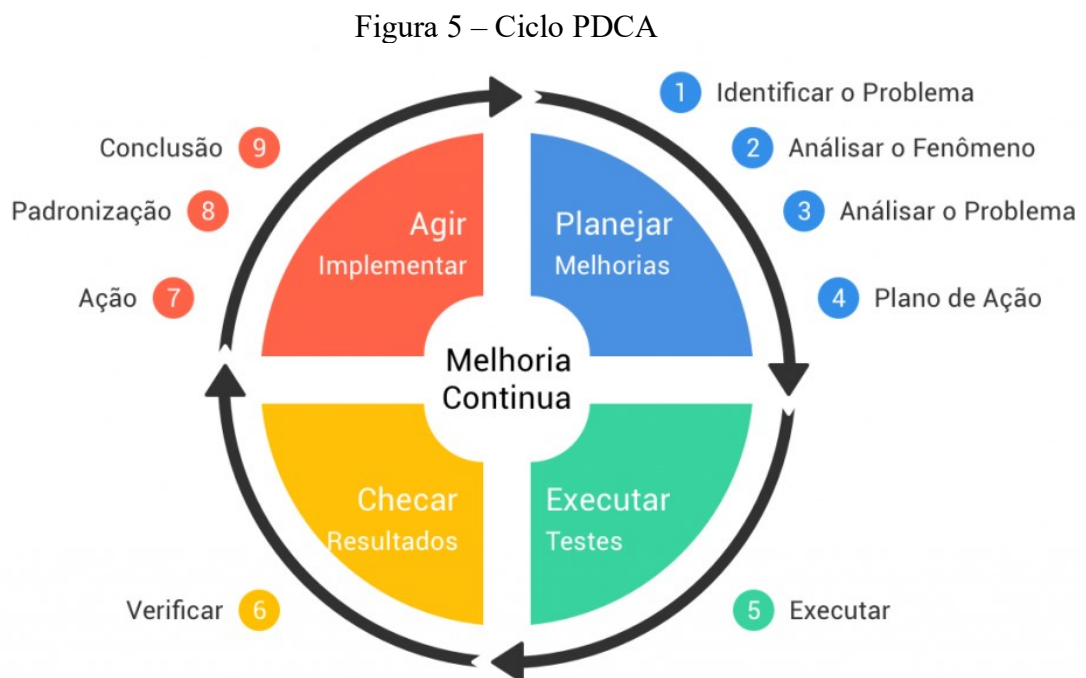 Figura 5 – Ciclo PDCA
1 Identificar o Problema
2 Análisar o Fenômeno
3 Análisar o Problema
4 Plano de Ação
Planejar
Melhorias
Executar
Testes
5 Executar
Checar
Resultados
Verificar 6
Agir
Implementar
Ação 7
Padronização 8
Conclusão 9
Melhoria
Continua